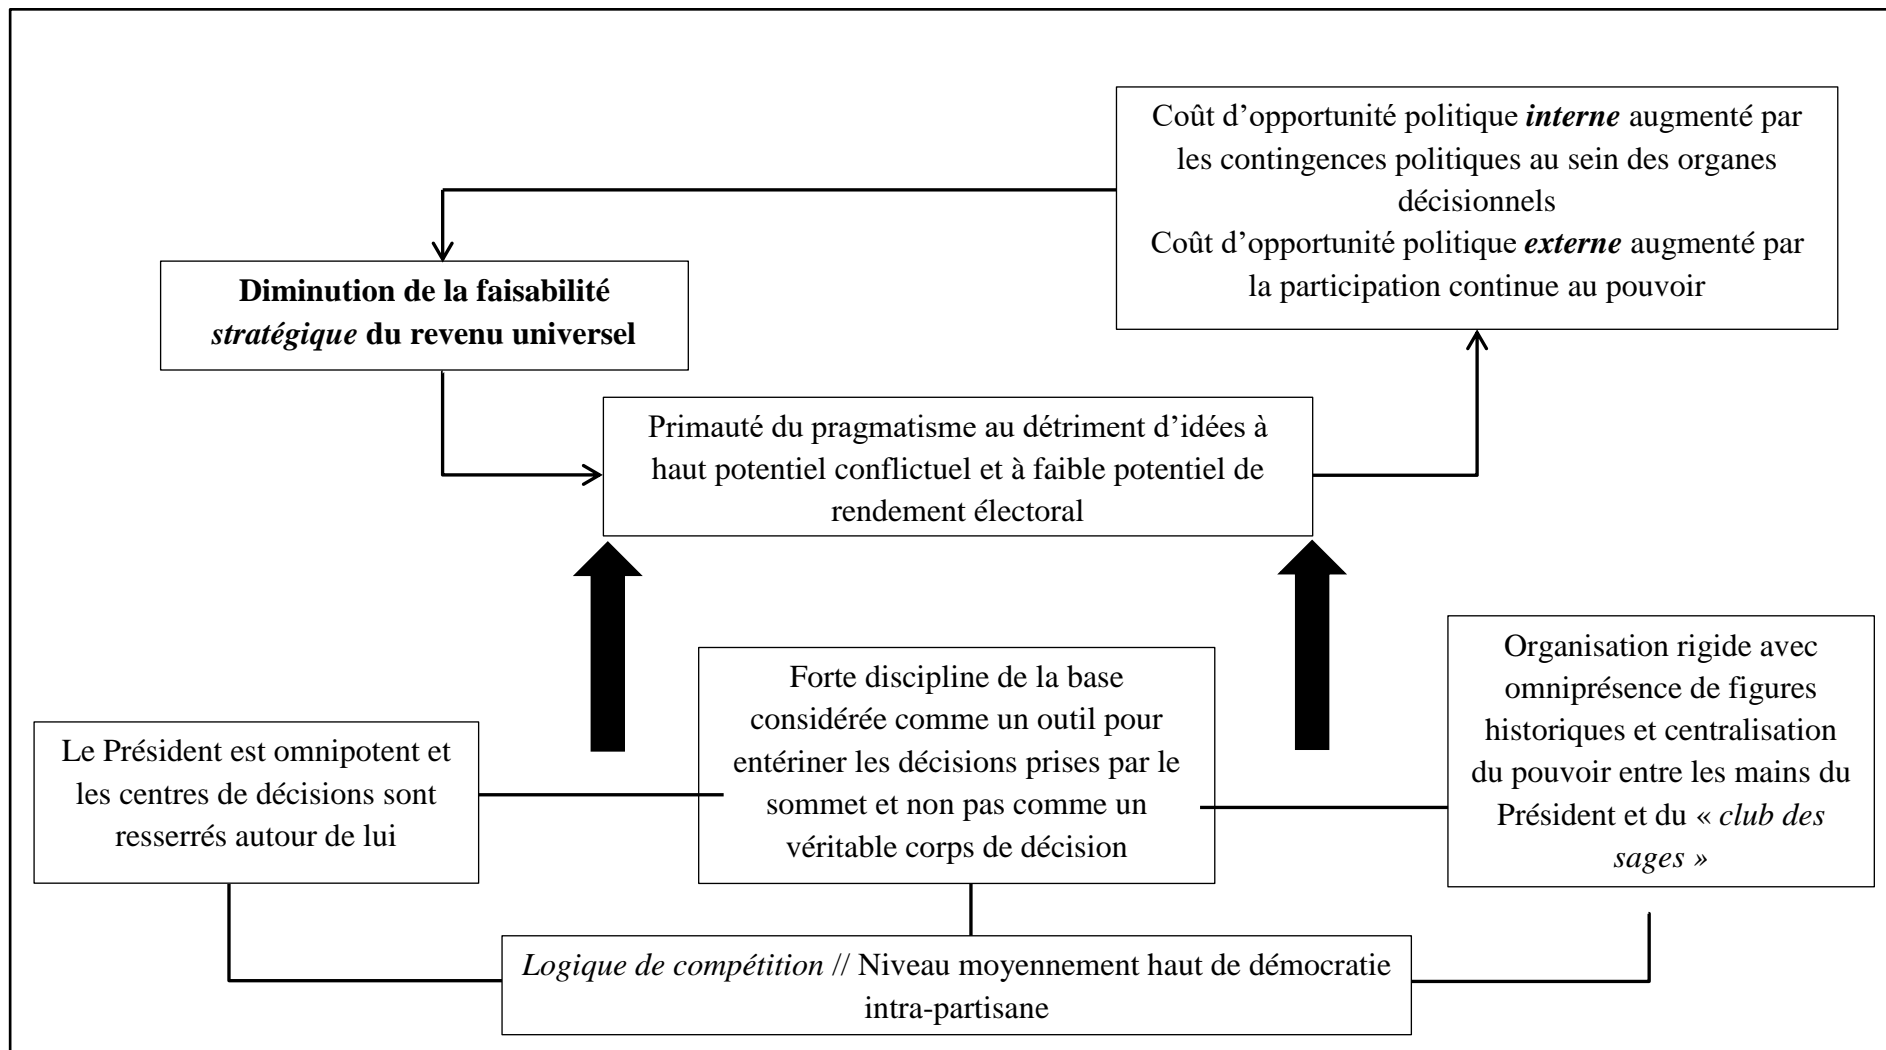 Coût d’opportunité politique interne augmenté par
les contingences politiques au sein des organes
décisionnels
Coût d’opportunité politique externe augmenté par
la participation continue au pouvoir
Diminution de la faisabilité
stratégique du revenu universel
Primauté du pragmatisme au détriment d’idées à
haut potentiel conflictuel et à faible potentiel de
rendement électoral
Le Président est omnipotent et
les centres de décisions sont
resserrés autour de lui
Forte discipline de la base
considérée comme un outil pour
entériner les décisions prises par le
sommet et non pas comme un
véritable corps de décision
Organisation rigide avec
omniprésence de figures
historiques et centralisation
du pouvoir entre les mains du
Président et du « club des
sages »
Logique de compétition // Niveau moyennement haut de démocratie
intra-partisane